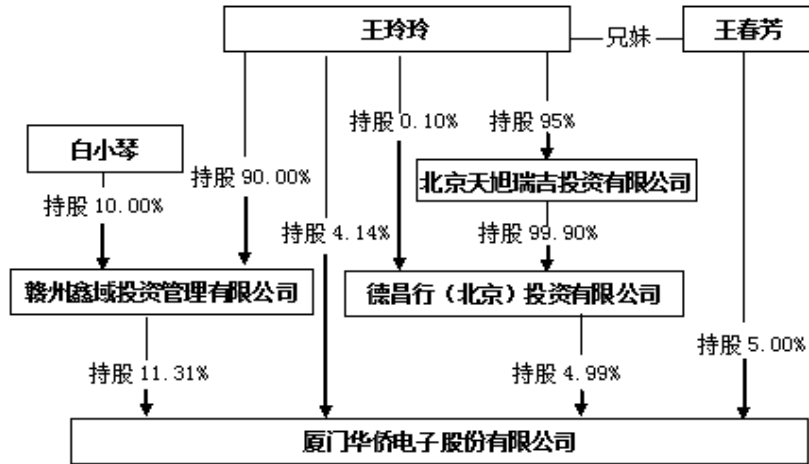 王玲玲
兄妹
王春芳
持股 0.10%
持股 95%
白小琴
持股 90.00%
北京天旭瑞吉投资有限公司
持股 10.00%
持股 4.14%
持股 99.90%
赣州鑫域投资管理有限公司
德昌行（北京）投资有限公司
持股 11.31%
持股 4.99%
持股 5.00%
厦门华侨电子股份有限公司